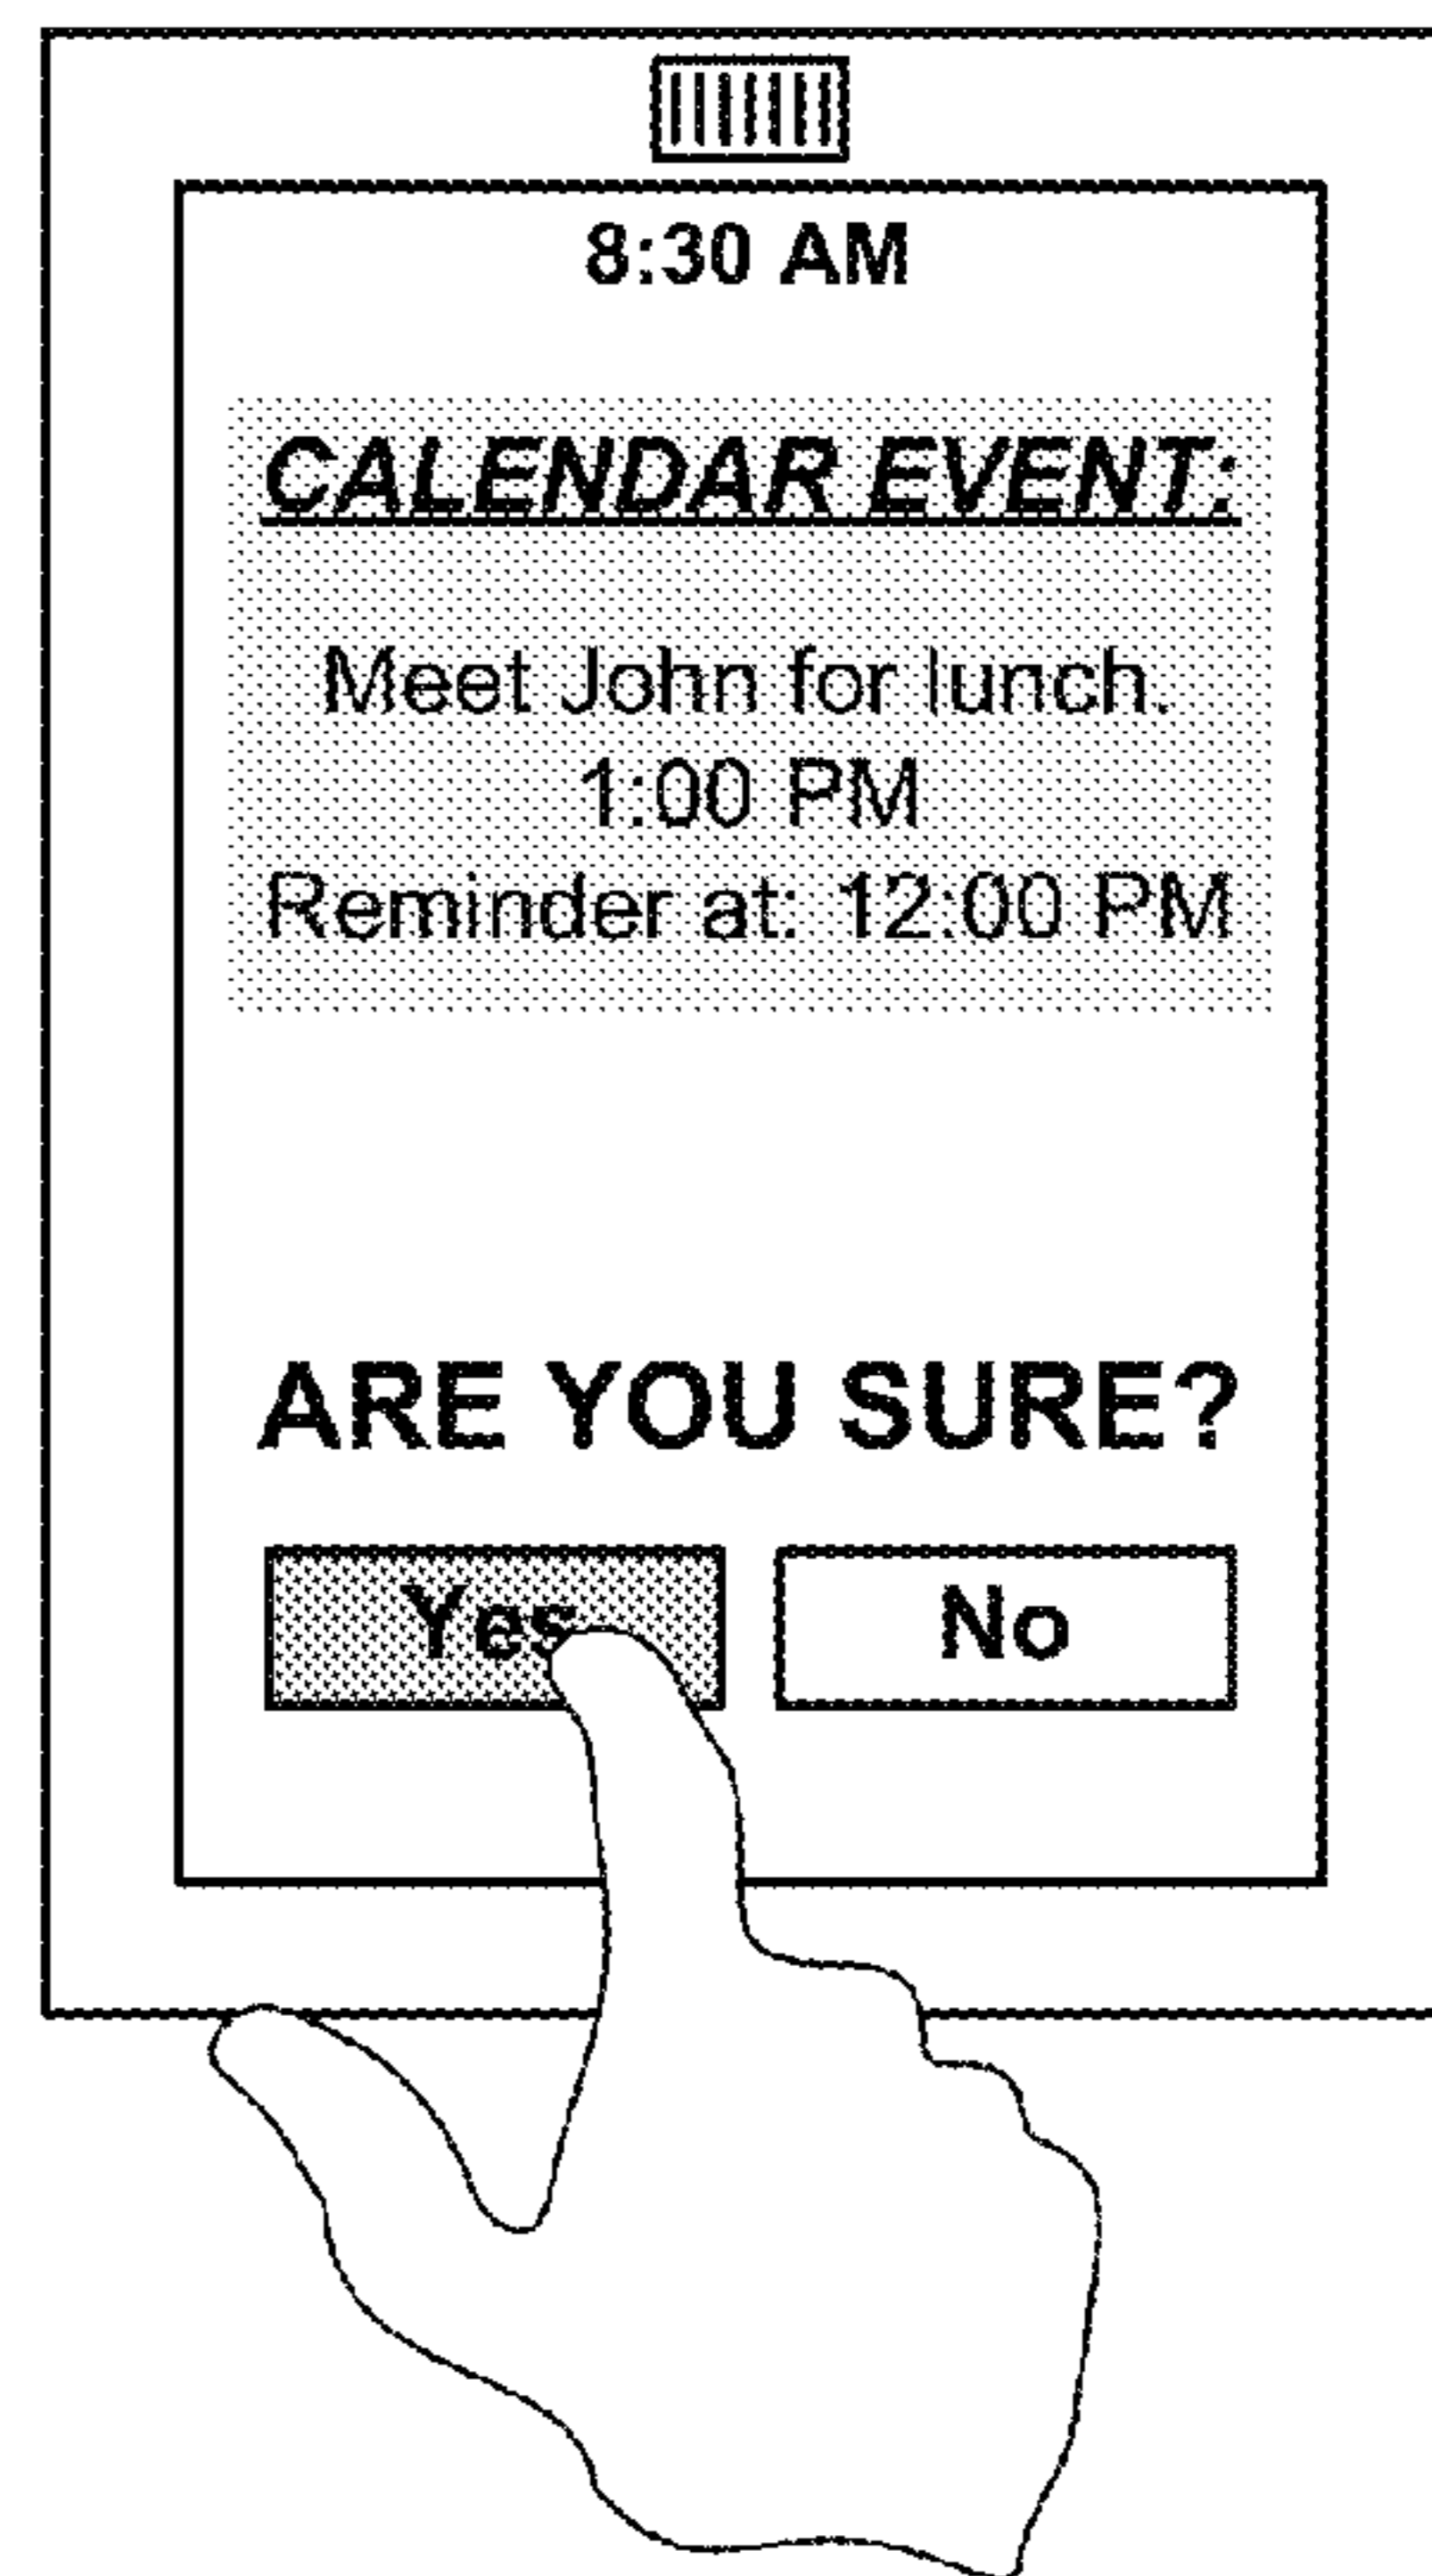 8:30 AM
CALENDAR EVENT:
Meet John for lunch.
1:00 PM
Reminder at: 12:00 PM
ARE YOU SURE?
Yes No